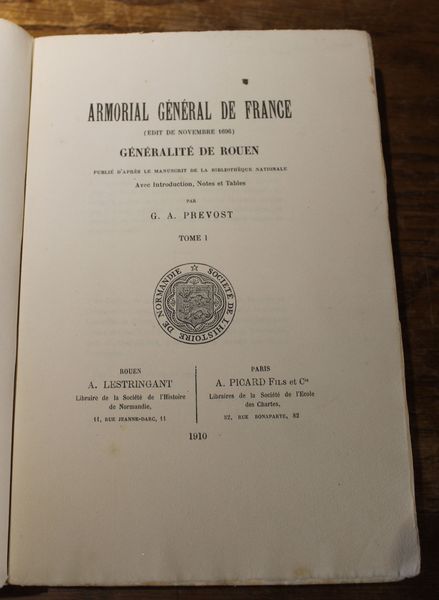 ARMORIAL GÉNÉRAL DE FRANCE
(EDIT DE NOVEMBRE 1696)
GÉNÉRALITÉ DE ROUEN
PUBLIÉ D'APRÈS LE MANUSCRIT DE LA BIBLIOTHÈQUE NATIONALE
Avec Introduction, Notes et Tables
PAR
G. A. PREVOST
TOME I
SOCIÉTÉ DE L'HISTOIRE DE NORMANDIE
ROUEN
A. LESTRINGANT
Libraire de la Société de l'Histoire
de Normandie,
11, RUE JEANNE-DARC, 11
PARIS
A. PICARD FILS et Cie
Libraires de la Société de l'Ecole
des Chartes,
82, RUE BONAPARTE, 82
1910